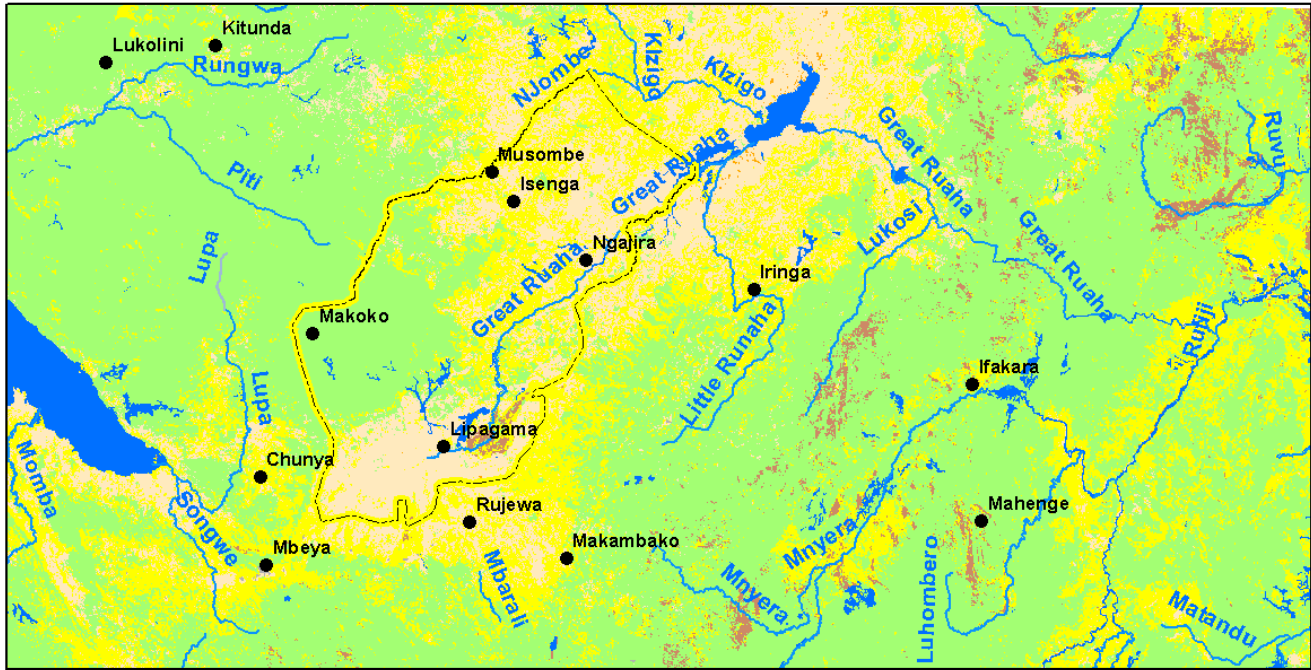 Kitunda
Lukolini
Rungwa
NJombe
KIzigo
KIzigo
Great Ruaha
Ruvu
Musombe
Isenga
Great Ruaha
Piti
Lukosi
Great Ruaha
Lupa
Ngajira
Great Ruaha
Iringa
Makoko
Little Runaha
Rufiji
Ifakara
Lupa
Lipagama
Chunya
Momba
Songwe
Rujewa
Mahenge
Mnyera
Makambako
Mbeya
Mbarali
Mnyera
Luhombero
Matandu